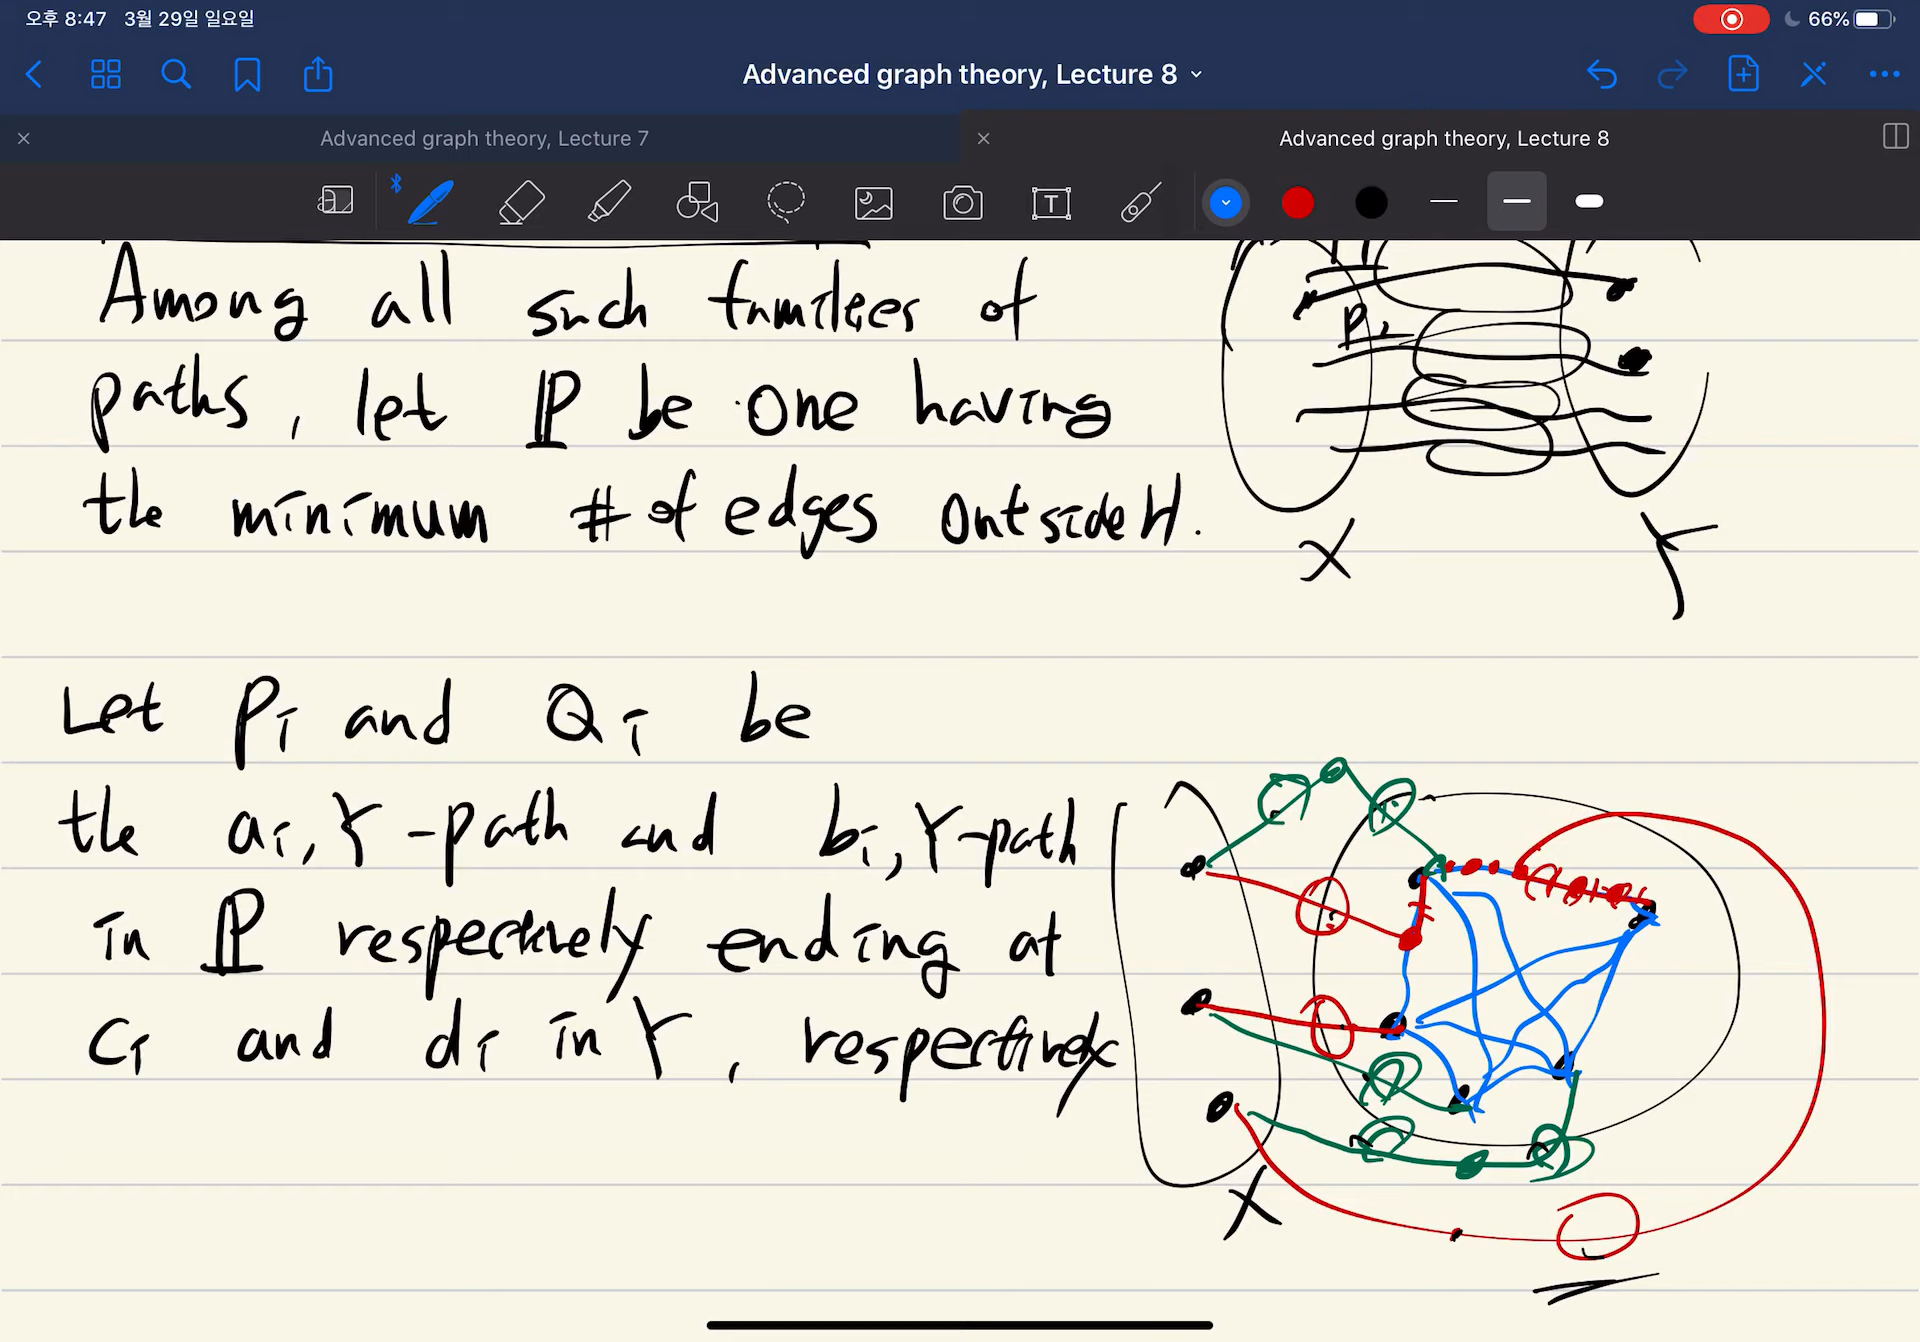 오후 8:47 3월 29일 일요일
66%
Advanced graph theory, Lecture 8
Advanced graph theory, Lecture 7
Advanced graph theory, Lecture 8
T
Among all such families of
paths, let ℙ be one having
the minimum # of edges outside H.
P1
P2
X
Y
Let Pi and Qi be
the ai, Y-path and bi, Y-path
in ℙ respectively ending at
ci and di in Y, respectively
X